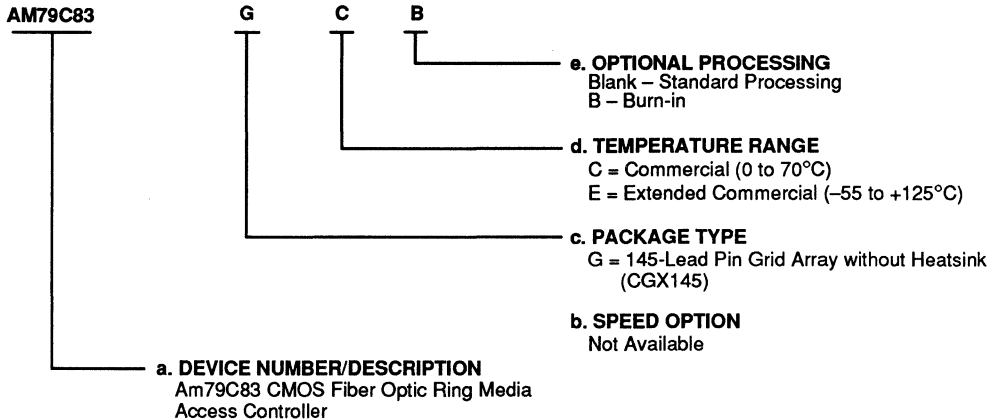 AM79C83 G C B
e. OPTIONAL PROCESSING
Blank – Standard Processing
B – Burn-in
d. TEMPERATURE RANGE
C = Commercial (0 to 70°C)
E = Extended Commercial (–55 to +125°C)
c. PACKAGE TYPE
G = 145-Lead Pin Grid Array without Heatsink
(CGX145)
b. SPEED OPTION
Not Available
a. DEVICE NUMBER/DESCRIPTION
Am79C83 CMOS Fiber Optic Ring Media
Access Controller